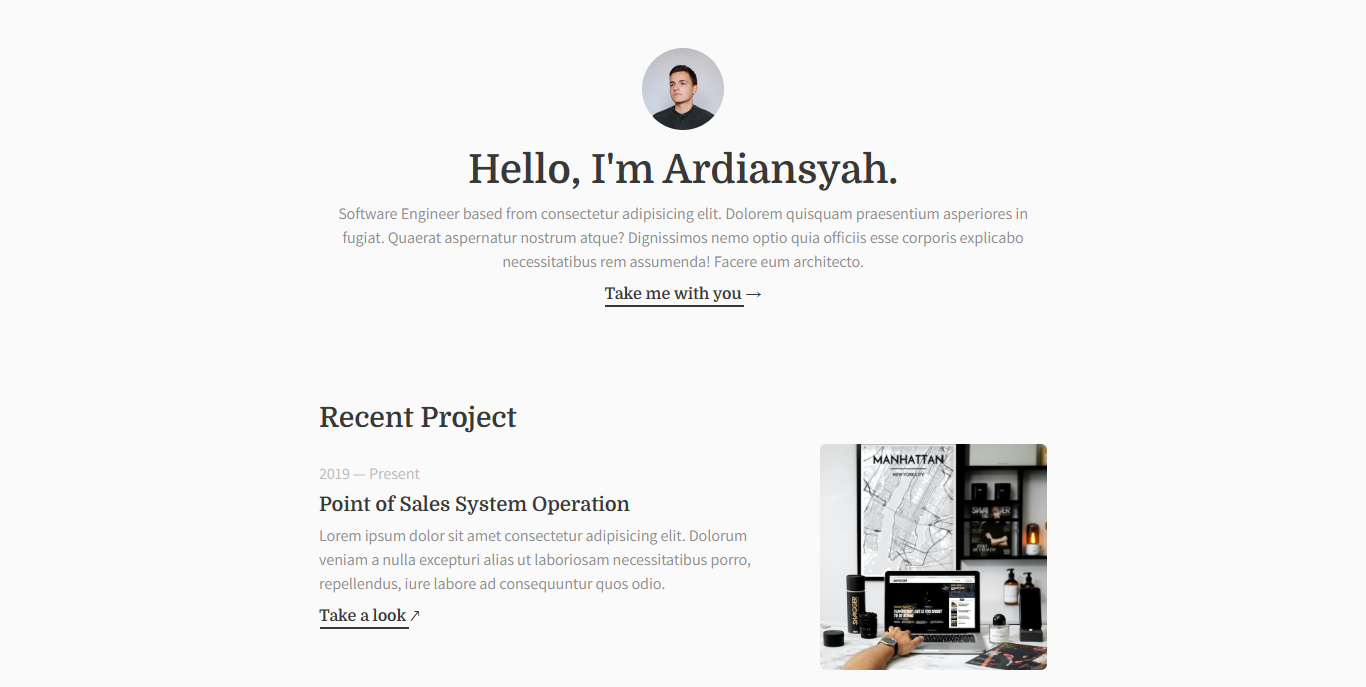 Hello, I'm Ardiansyah.
Software Engineer based from consectetur adipisicing elit. Dolorem quisquam praesentium asperiores in
fugiat. Quaerat aspernatur nostrum atque? Dignissimos nemo optio quia officiis esse corporis explicabo
necessitatibus rem assumenda! Facere eum architecto.
Take me with you →
Recent Project
2019 — Present
Point of Sales System Operation
Lorem ipsum dolor sit amet consectetur adipisicing elit. Dolorum
veniam a nulla excepturi alias ut laboriosam necessitatibus porro,
repellendus, iure labore ad consequuntur quos odio.
Take a look ↗
MANHATTAN
NEW YORK CITY